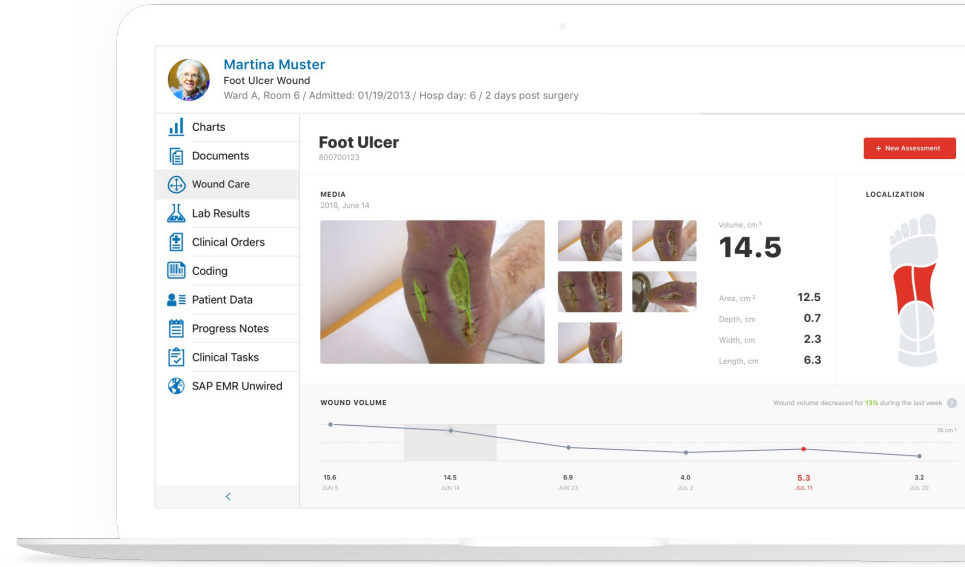 Martina Muster
Foot Ulcer Wound
Ward A, Room 6 / Admitted: 01/19/2013 / Hosp day: 6 / 2 days post surgery
Charts
Documents
Wound Care
Lab Results
Clinical Orders
Coding
Patient Data
Progress Notes
Clinical Tasks
SAP EMR Unwired
Foot Ulcer
800700123
+ New Assessment
MEDIA
2018, June 14
Volume, cm³
14.5
Area, cm² 12.5
Depth, cm 0.7
Width, cm 2.3
Length, cm 6.3
LOCALIZATION
WOUND VOLUME
Wound volume decreased for 13% during the last week ?
16 cm³
15.6 14.5 6.9 4.0 5.3 3.2
JUN 5 JUN 14 JUN 23 JUL 2 JUL 11 JUL 20